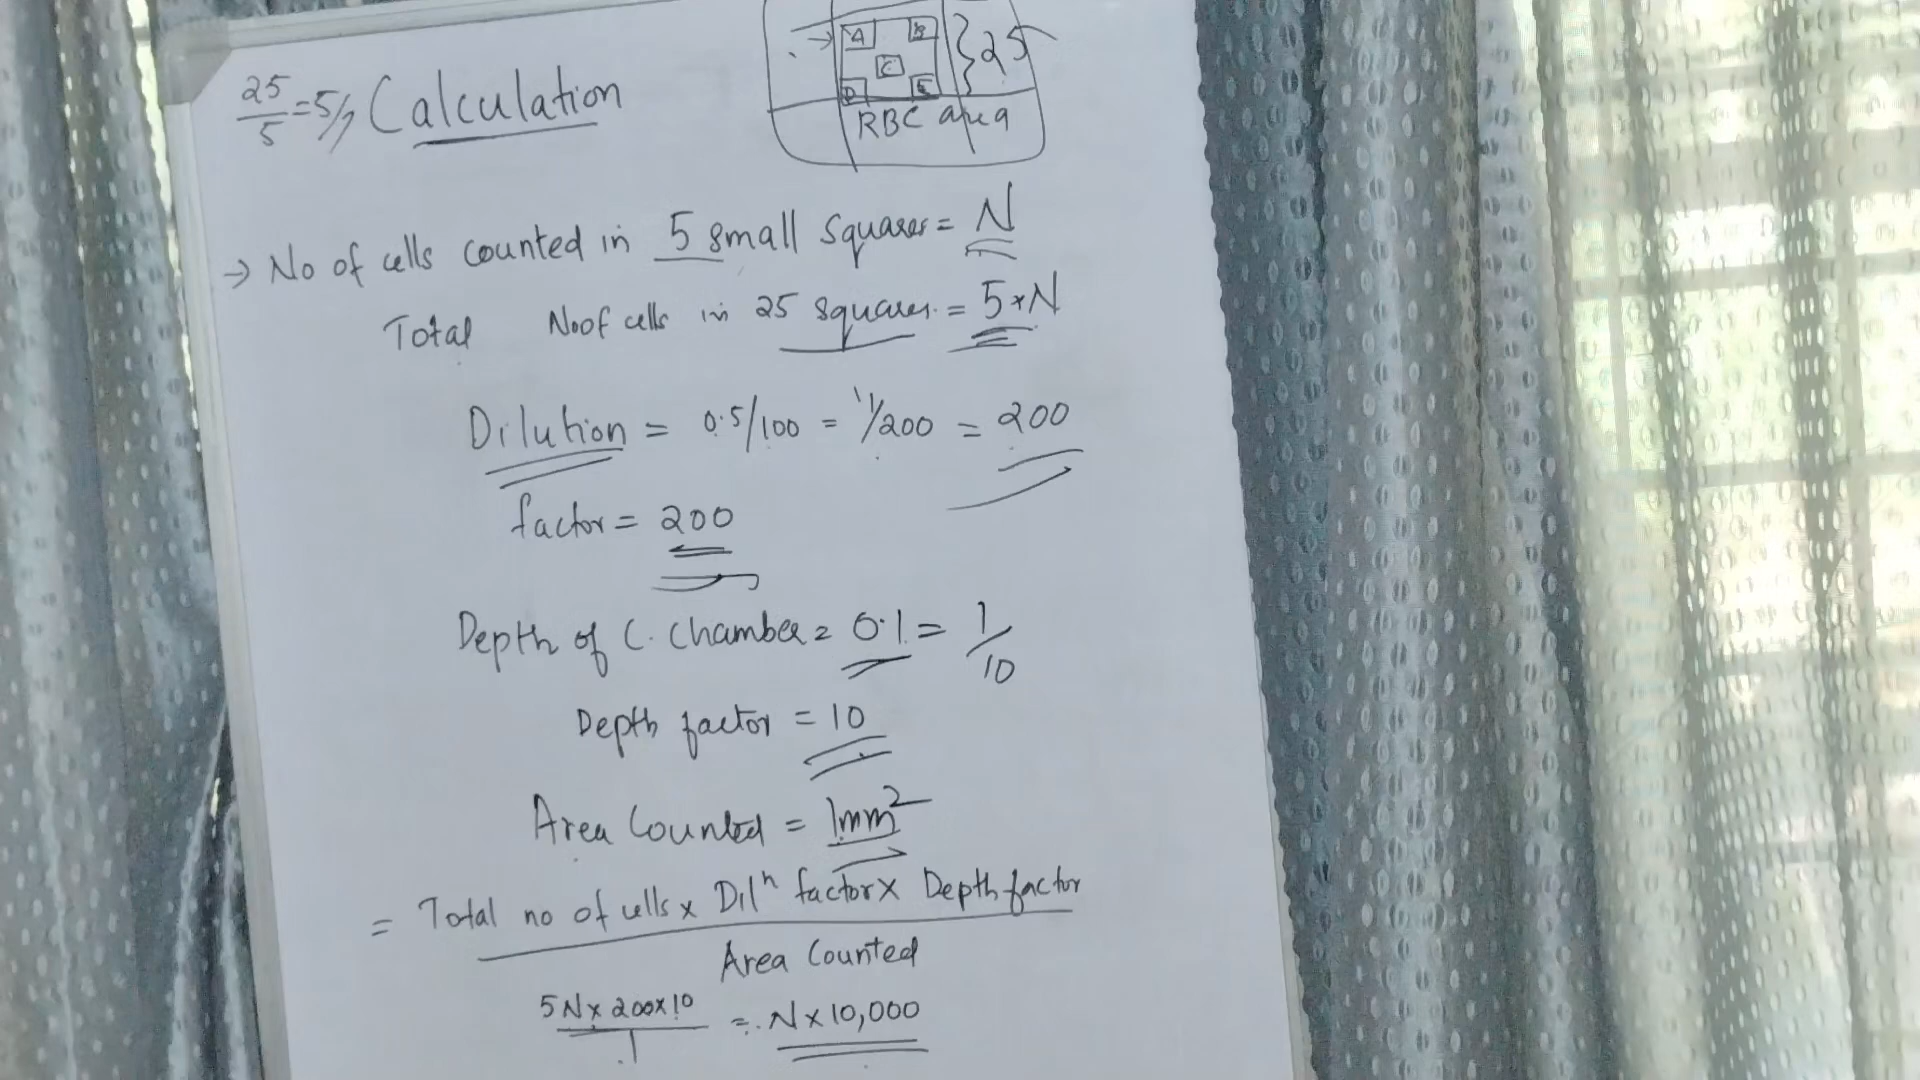 25/5 = 5/, Calculation
A B
C
D E
} 25
RBC area
→ No of cells counted in 5 small squares = N
Total No of cells in 25 squares. = 5 x N
Dilution = 0.5/100 = 1/200 = 200
factor = 200
Depth of C. Chamber = 0.1 = 1/10
Depth factor = 10
Area Counted = 1mm²
= Total no of cells x Dilⁿ factor x Depth factor
Area Counted
5N x 200 x 10 / 1 = N x 10,000